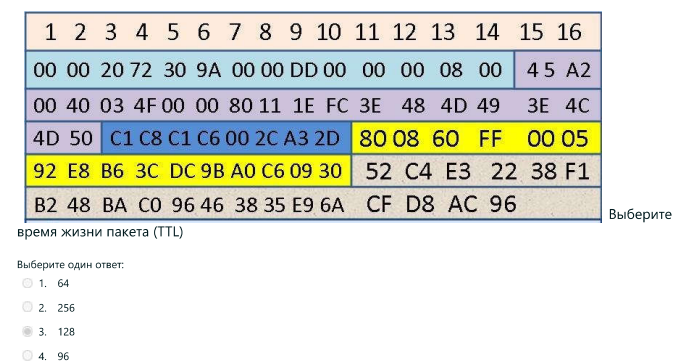 1 2 3 4 5 6 7 8 9 10 11 12 13 14 15 16
00 00 20 72 30 9A 00 00 DD 00 00 00 08 00 4 5 A2
00 40 03 4F 00 00 80 11 1E FC 3E 48 4D 49 3E 4C
4D 50 C1 C8 C1 C6 00 2C A3 2D 80 08 60 FF 00 05
92 E8 B6 3C DC 9B A0 C6 09 30 52 C4 E3 22 38 F1
B2 48 BA C0 96 46 38 35 E9 6A CF D8 AC 96 Выберите
время жизни пакета (TTL)
Выберите один ответ:
1. 64
2. 256
3. 128
4. 96